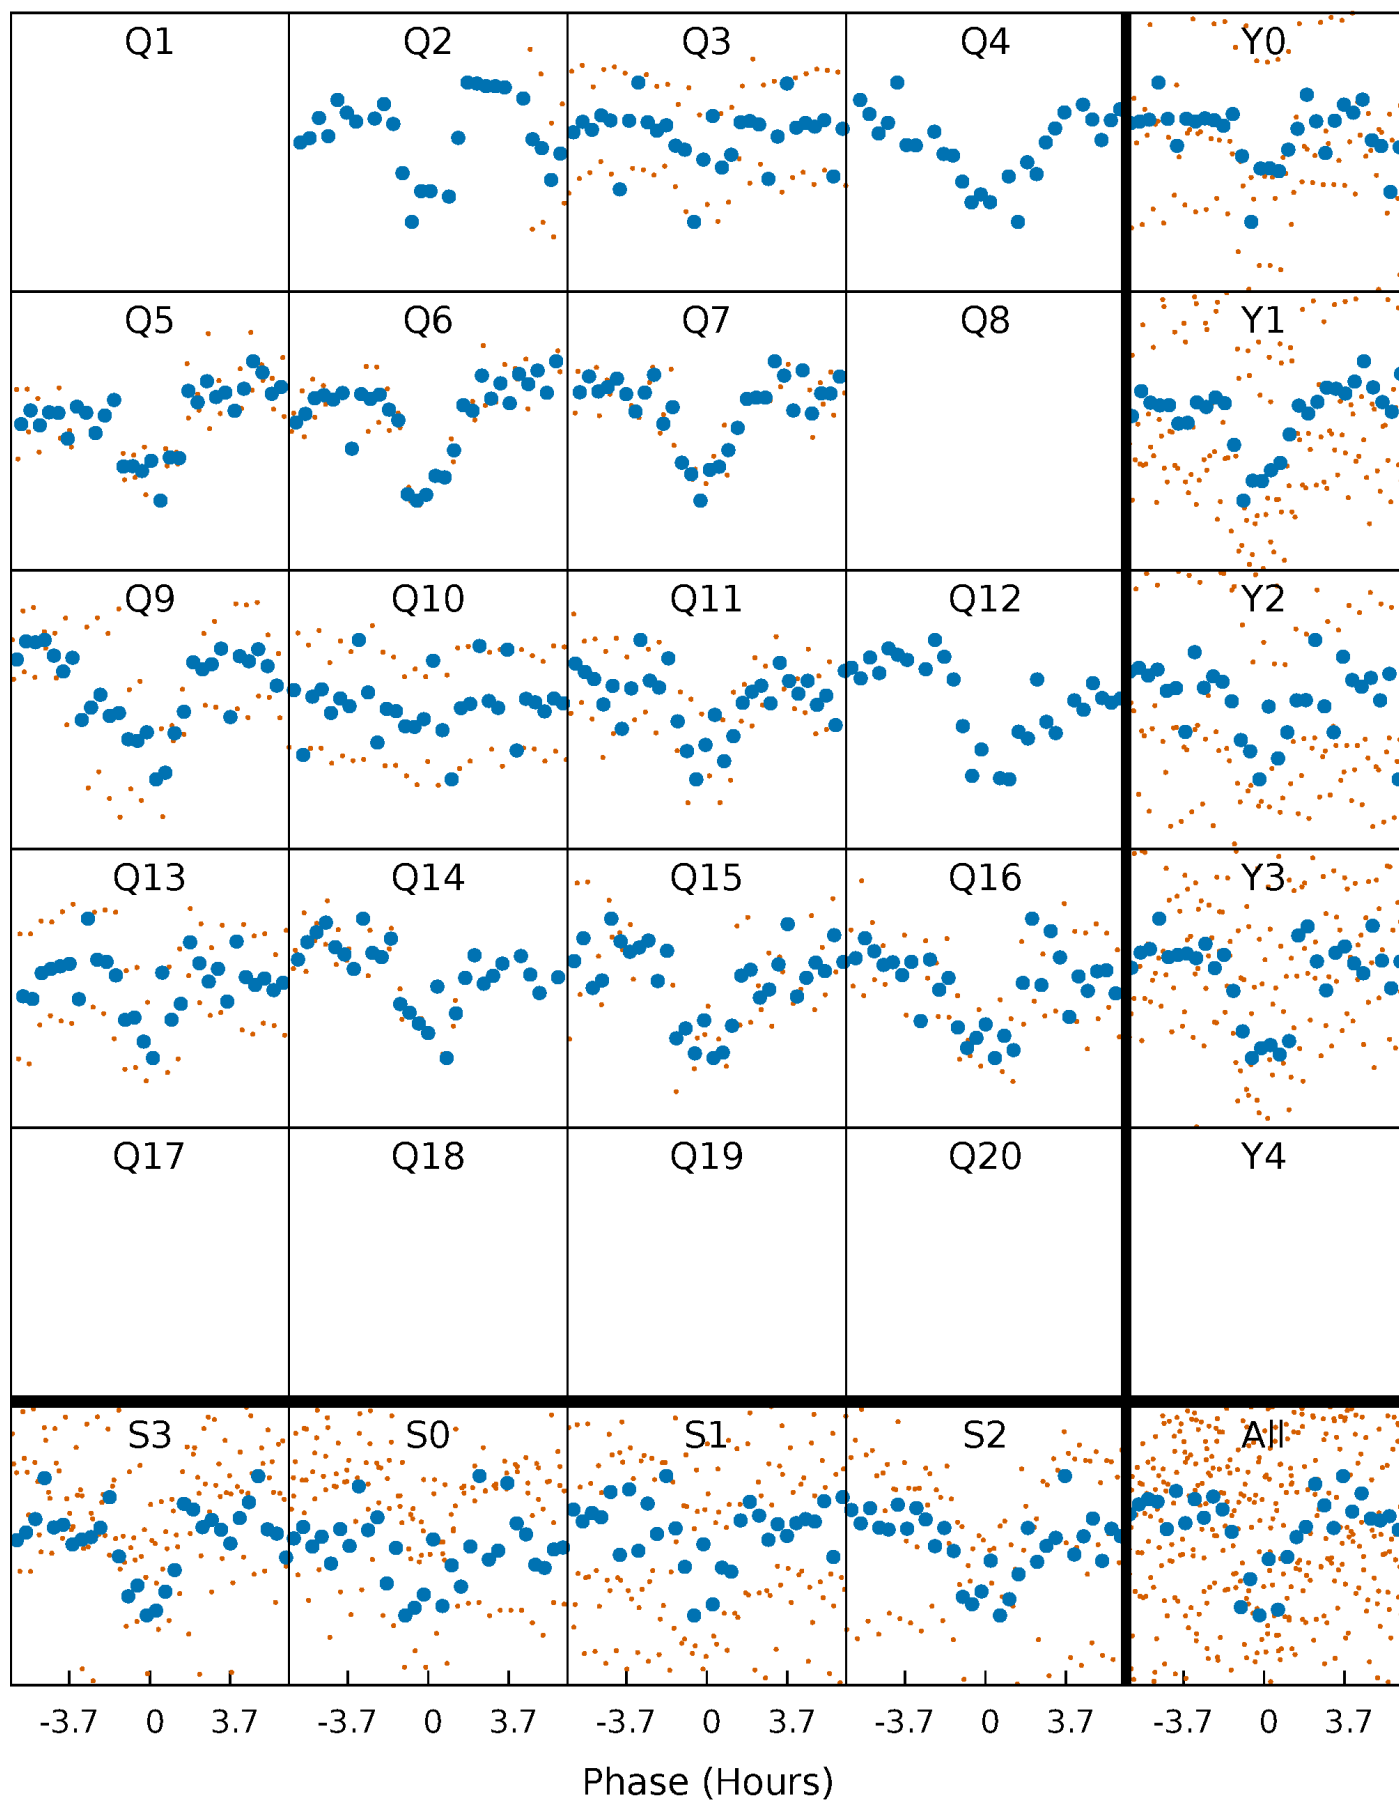 Q1 Q2 Q3 Q4 Y0
Q5 Q6 Q7 Q8 Y1
Q9 Q10 Q11 Q12 Y2
Q13 Q14 Q15 Q16 Y3
Q17 Q18 Q19 Q20 Y4
S3 S0 S1 S2 All
-3.7 0 3.7 -3.7 0 3.7 -3.7 0 3.7 -3.7 0 3.7 -3.7 0 3.7
Phase (Hours)